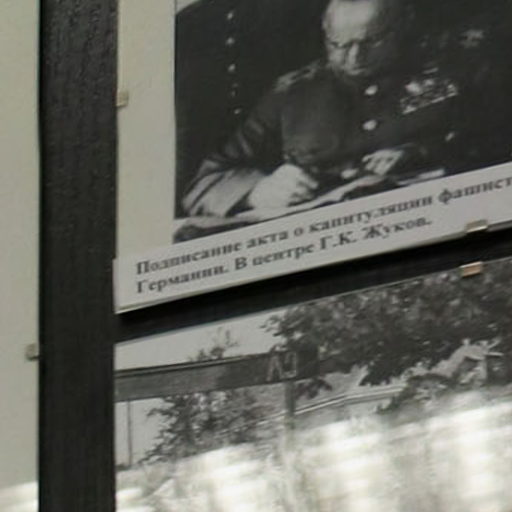 Подписание акта о капитуляции фашист
Германии. В центре Г.К. Жуков.